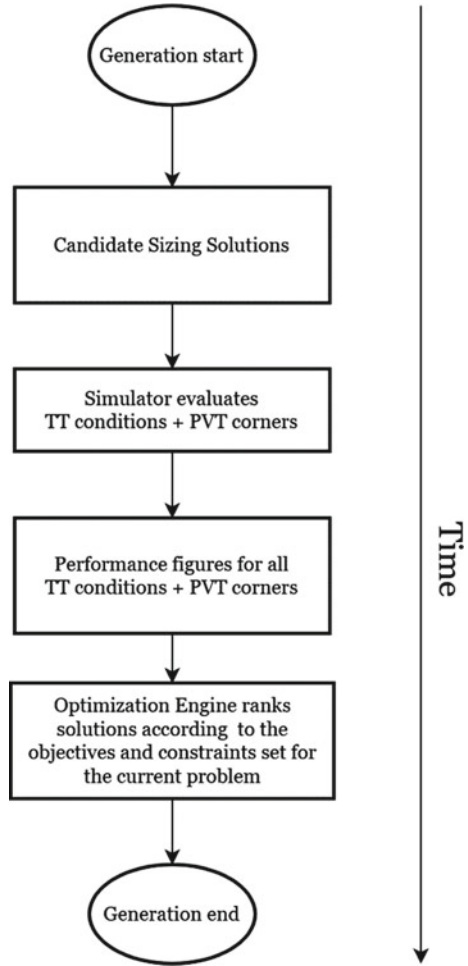 Generation start
Candidate Sizing Solutions
Simulator evaluates
TT conditions + PVT corners
Performance figures for all
TT conditions + PVT corners
Optimization Engine ranks
solutions according to the
objectives and constraints set for
the current problem
Generation end
Time